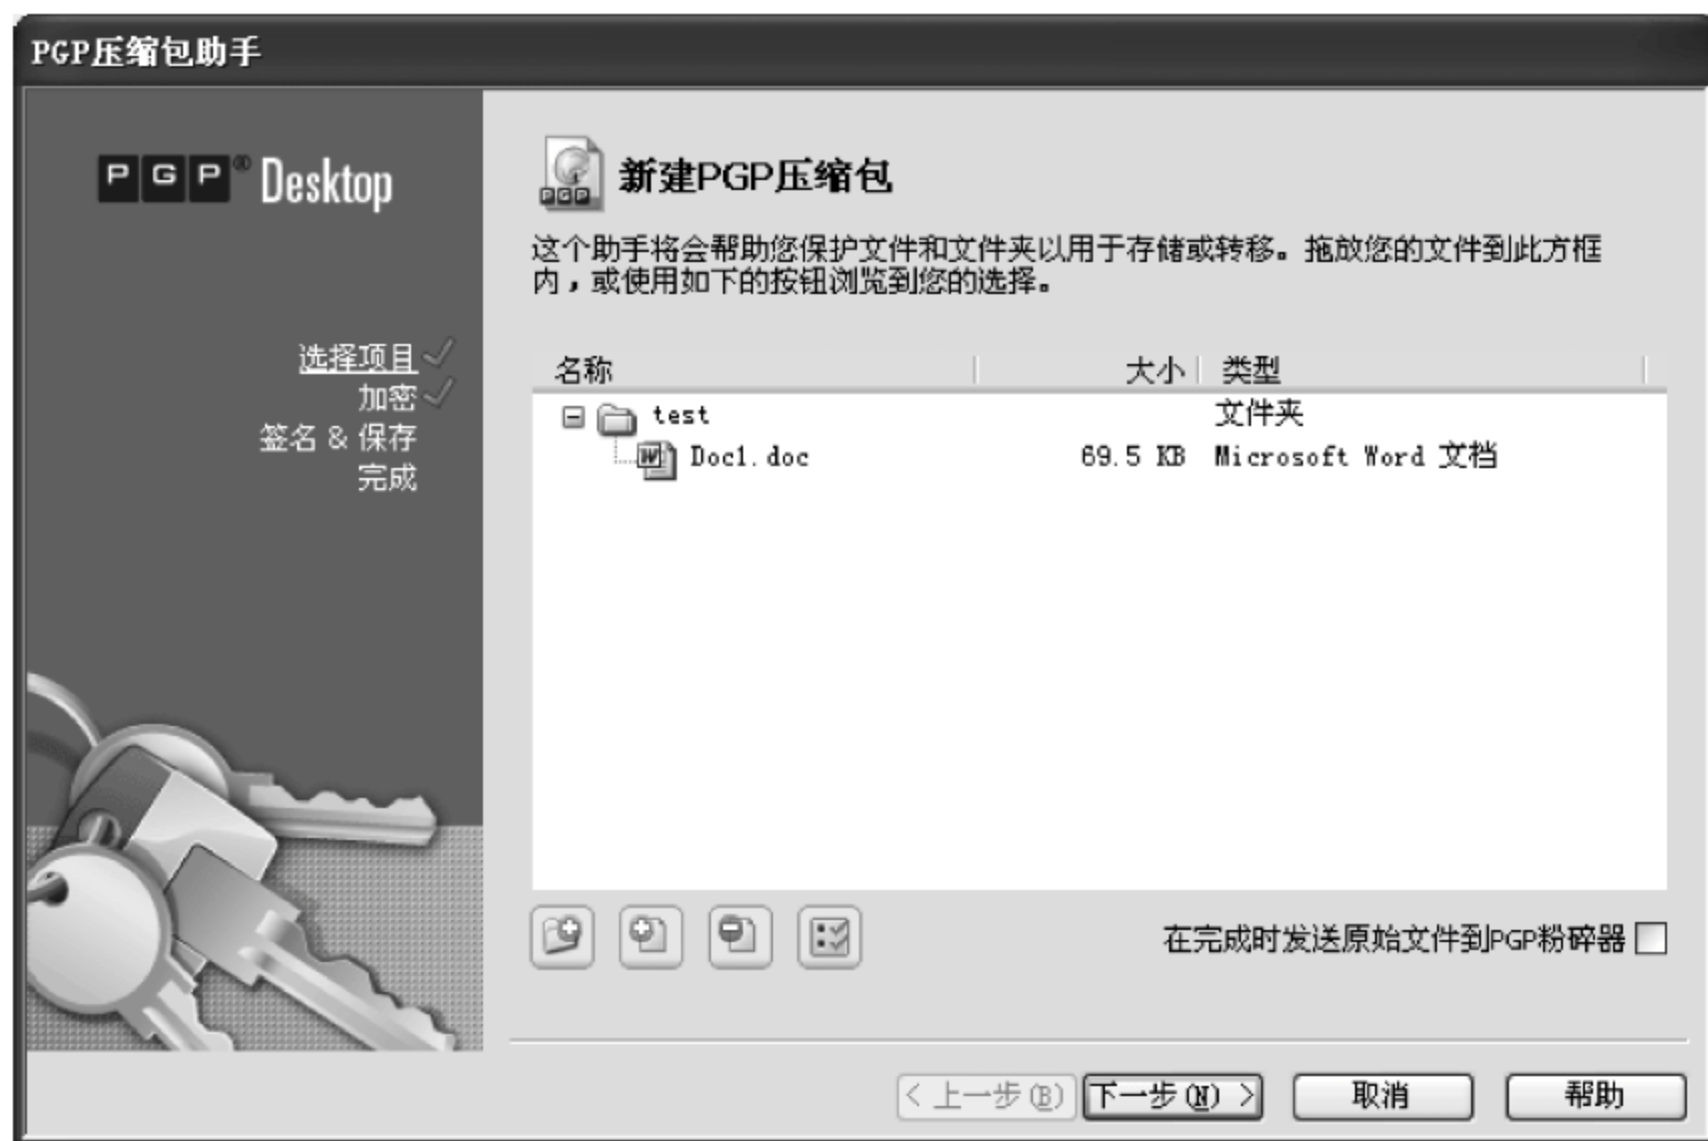 PGP压缩包助手
PGP® Desktop
选择项目
加密
签名 & 保存
完成
新建PGP压缩包
这个助手将会帮助您保护文件和文件夹以用于存储或转移。拖放您的文件到此方框
内，或使用如下的按钮浏览到您的选择。
名称 大小 类型
test 文件夹
Doc1.doc 69.5 KB Microsoft Word 文档
在完成时发送原始文件到PGP粉碎器
< 上一步(B) 下一步(N) > 取消 帮助